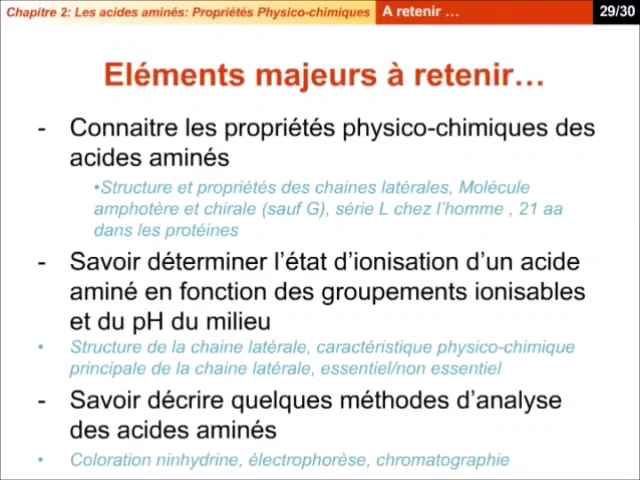 Chapitre 2: Les acides aminés: Propriétés Physico-chimiques
A retenir …
29/30
Eléments majeurs à retenir…
- Connaitre les propriétés physico-chimiques des
acides aminés
•Structure et propriétés des chaines latérales, Molécule
amphotère et chirale (sauf G), série L chez l’homme , 21 aa
dans les protéines
- Savoir déterminer l’état d’ionisation d’un acide
aminé en fonction des groupements ionisables
et du pH du milieu
• Structure de la chaine latérale, caractéristique physico-chimique
principale de la chaine latérale, essentiel/non essentiel
- Savoir décrire quelques méthodes d’analyse
des acides aminés
• Coloration ninhydrine, électrophorèse, chromatographie